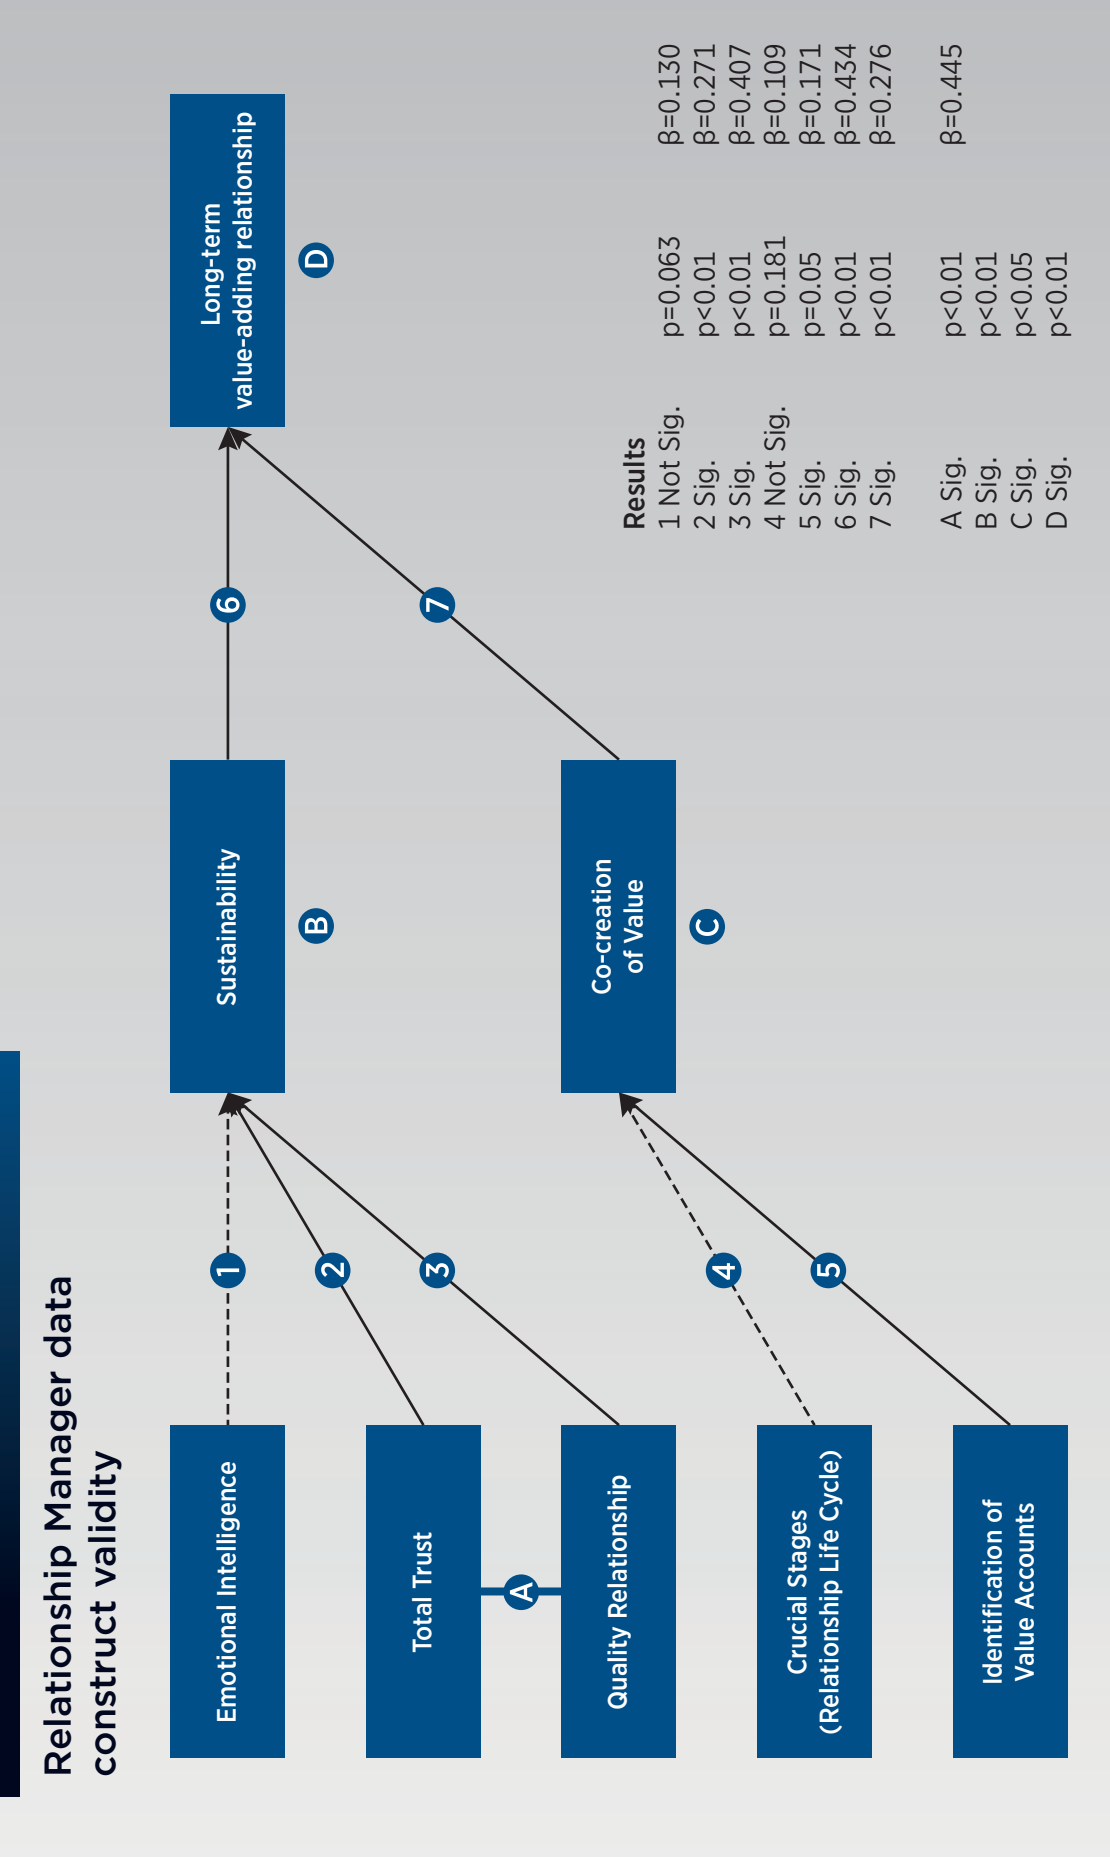 Relationship Manager data
construct validity
Emotional Intelligence
Total Trust
A
Quality Relationship
Crucial Stages
(Relationship Life Cycle)
Identification of
Value Accounts
1
2
3
4
5
Sustainability
B
Co-creation
of Value
C
6
7
Long-term
value-adding relationship
D
Results
1 Not Sig. p=0.063 β=0.130
2 Sig. p<0.01 β=0.271
3 Sig. p<0.01 β=0.407
4 Not Sig. p=0.181 β=0.109
5 Sig. p=0.05 β=0.171
6 Sig. p<0.01 β=0.434
7 Sig. p<0.01 β=0.276
A Sig. p<0.01 β=0.445
B Sig. p<0.01
C Sig. p<0.05
D Sig. p<0.01